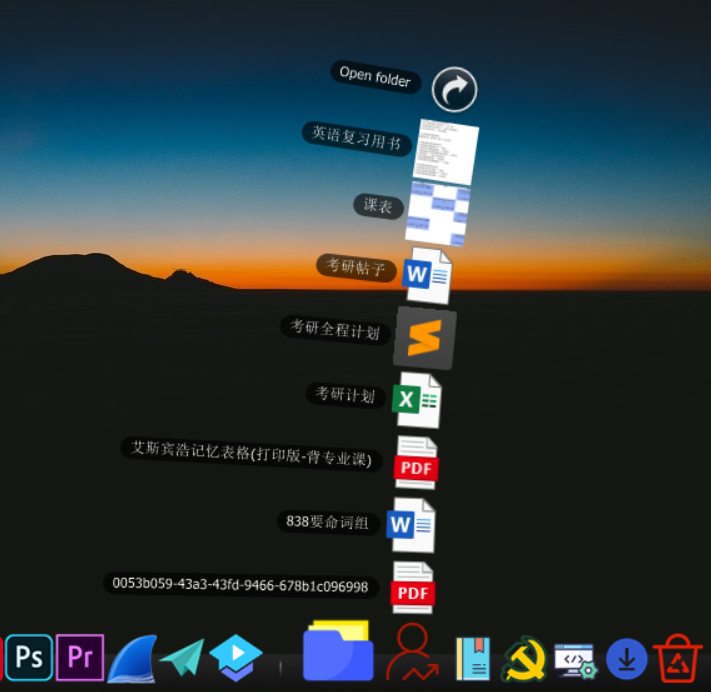 Open folder
英语复习用书
课表
考研帖子
W
考研全程计划
考研计划
X
艾斯宾浩记忆表格(打印版-背专业课)
PDF
838要命词组
W
0053b059-43a3-43fd-9466-678b1c096998
PDF
Ps
Pr